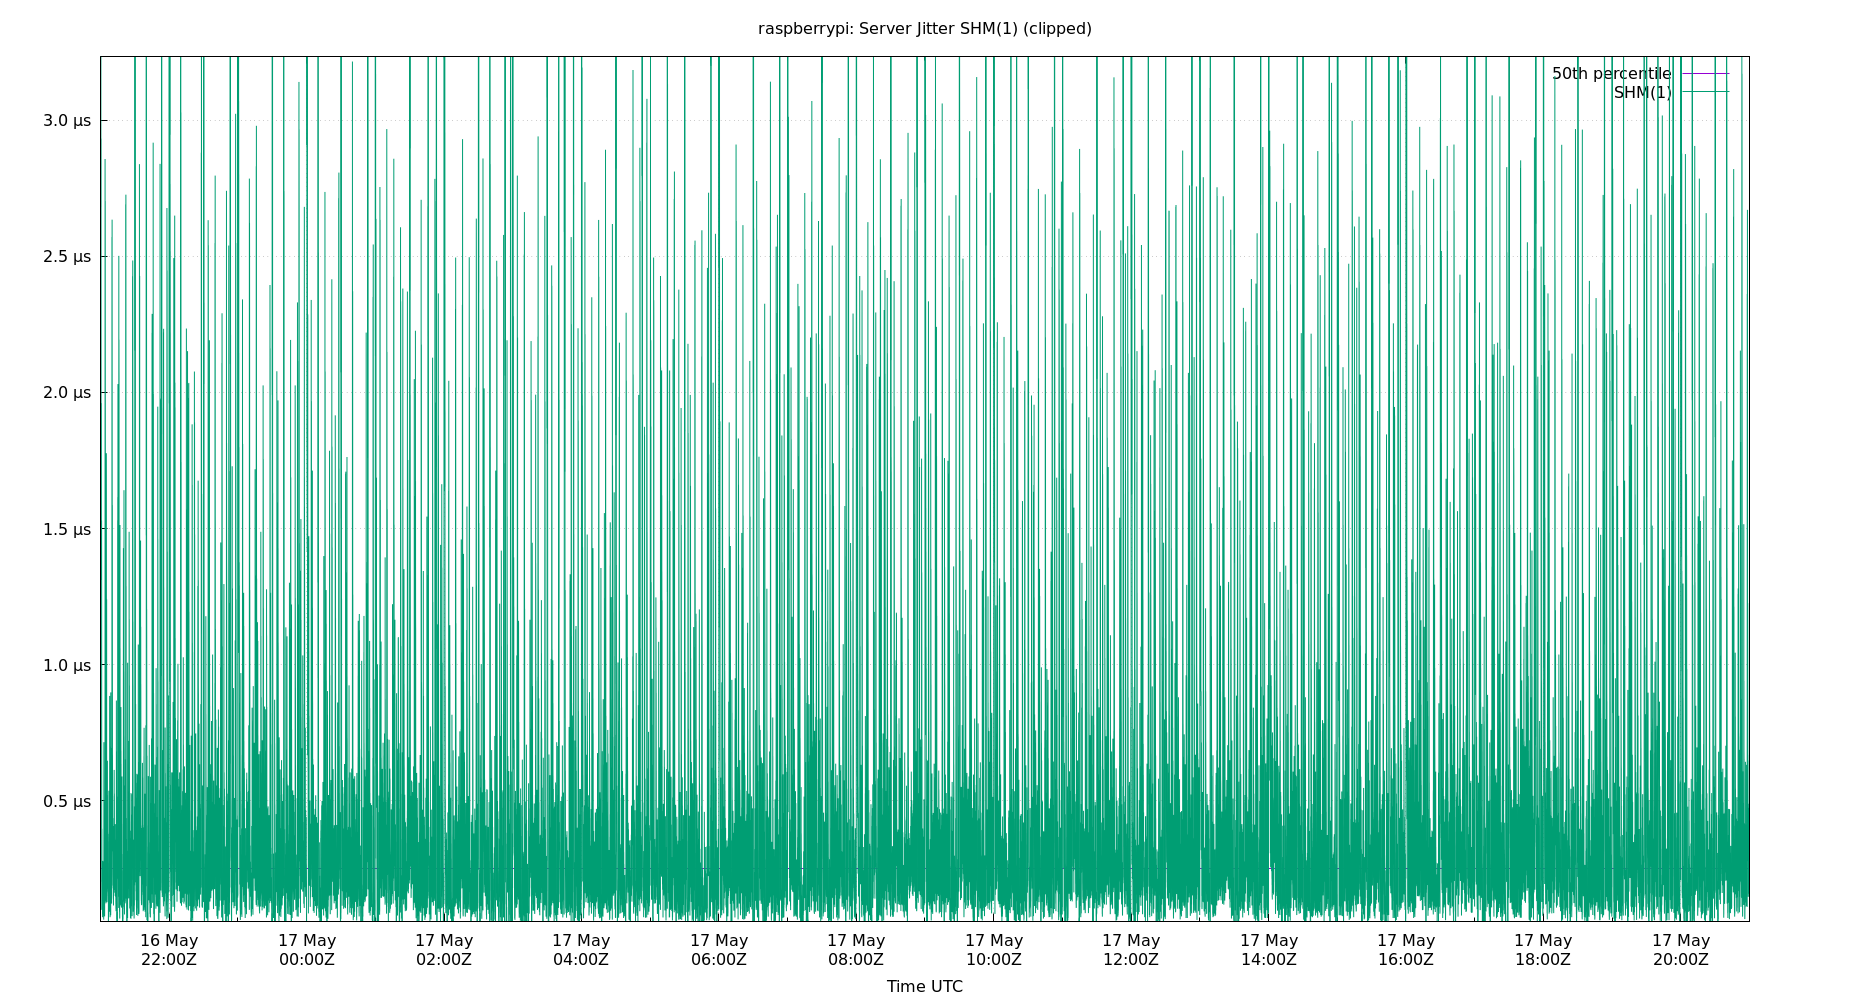 raspberrypi: Server Jitter SHM(1) (clipped)
50th percentile
SHM(1)
3.0 µs
2.5 µs
2.0 µs
1.5 µs
1.0 µs
0.5 µs
16 May 17 May 17 May 17 May 17 May 17 May 17 May 17 May 17 May 17 May 17 May 17 May
22:00Z 00:00Z 02:00Z 04:00Z 06:00Z 08:00Z 10:00Z 12:00Z 14:00Z 16:00Z 18:00Z 20:00Z
Time UTC